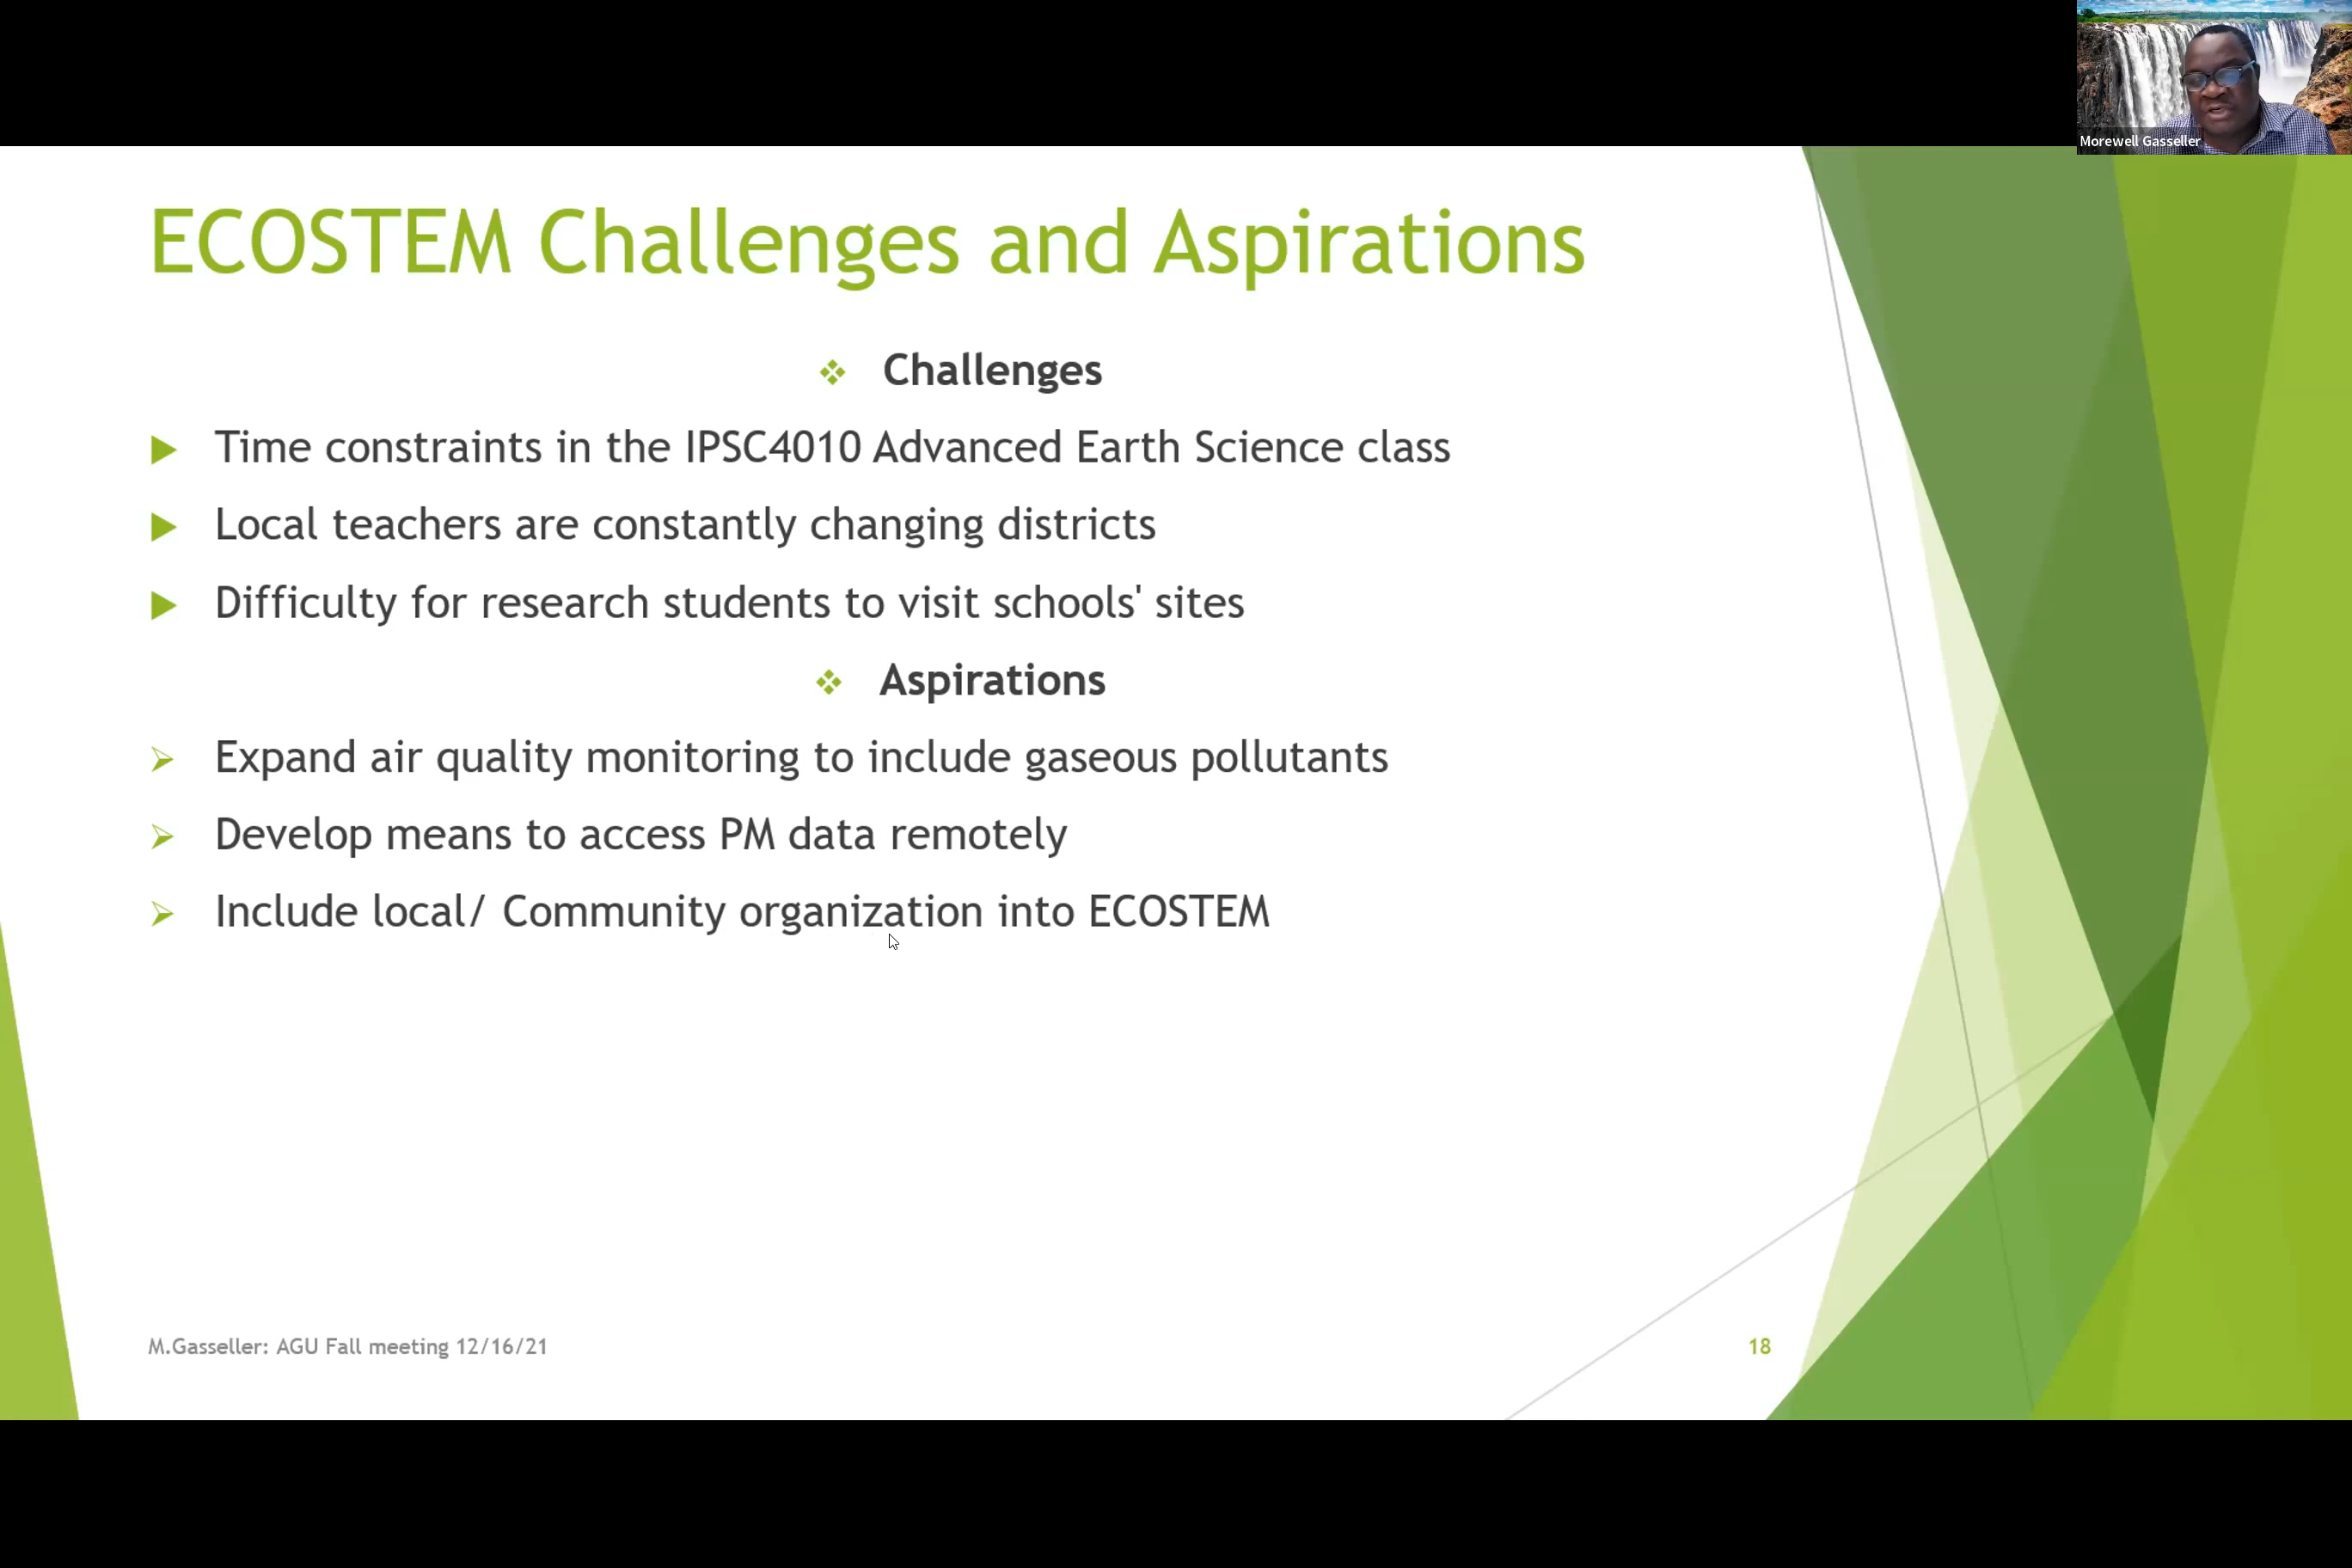 Morewell Gasseller
ECOSTEM Challenges and Aspirations
Challenges
Time constraints in the IPSC4010 Advanced Earth Science class
Local teachers are constantly changing districts
Difficulty for research students to visit schools' sites
Aspirations
Expand air quality monitoring to include gaseous pollutants
Develop means to access PM data remotely
Include local/ Community organization into ECOSTEM
M.Gasseller: AGU Fall meeting 12/16/21
18